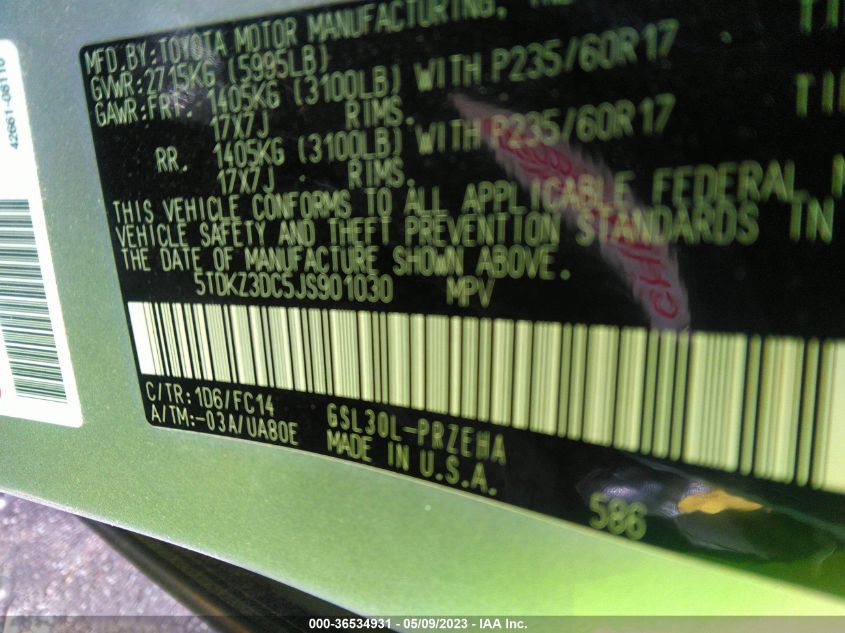 MFD.BY:TOYOTA MOTOR MANUFACTURING,
GVWR:2715KG (5995LB)
GAWR:FRT. 1405KG (3100LB) WITH P235/60R17
17X7J RIMS.
RR. 1405KG (3100LB) WITH P235/60R17
17X7J RIMS.
THIS VEHICLE CONFORMS TO ALL APPLICABLE FEDERAL
VEHICLE SAFETY AND THEFT PREVENTION STANDARDS IN
THE DATE OF MANUFACTURE SHOWN ABOVE.
5TDKZ3DC5JS901030 MPV
C/TR:1D6/FC14
A/TM:-03A/UA80E
GSL30L-PRZEHA
MADE IN U.S.A.
586
42661-08110
000-36534931 - 05/09/2023 - IAA Inc.